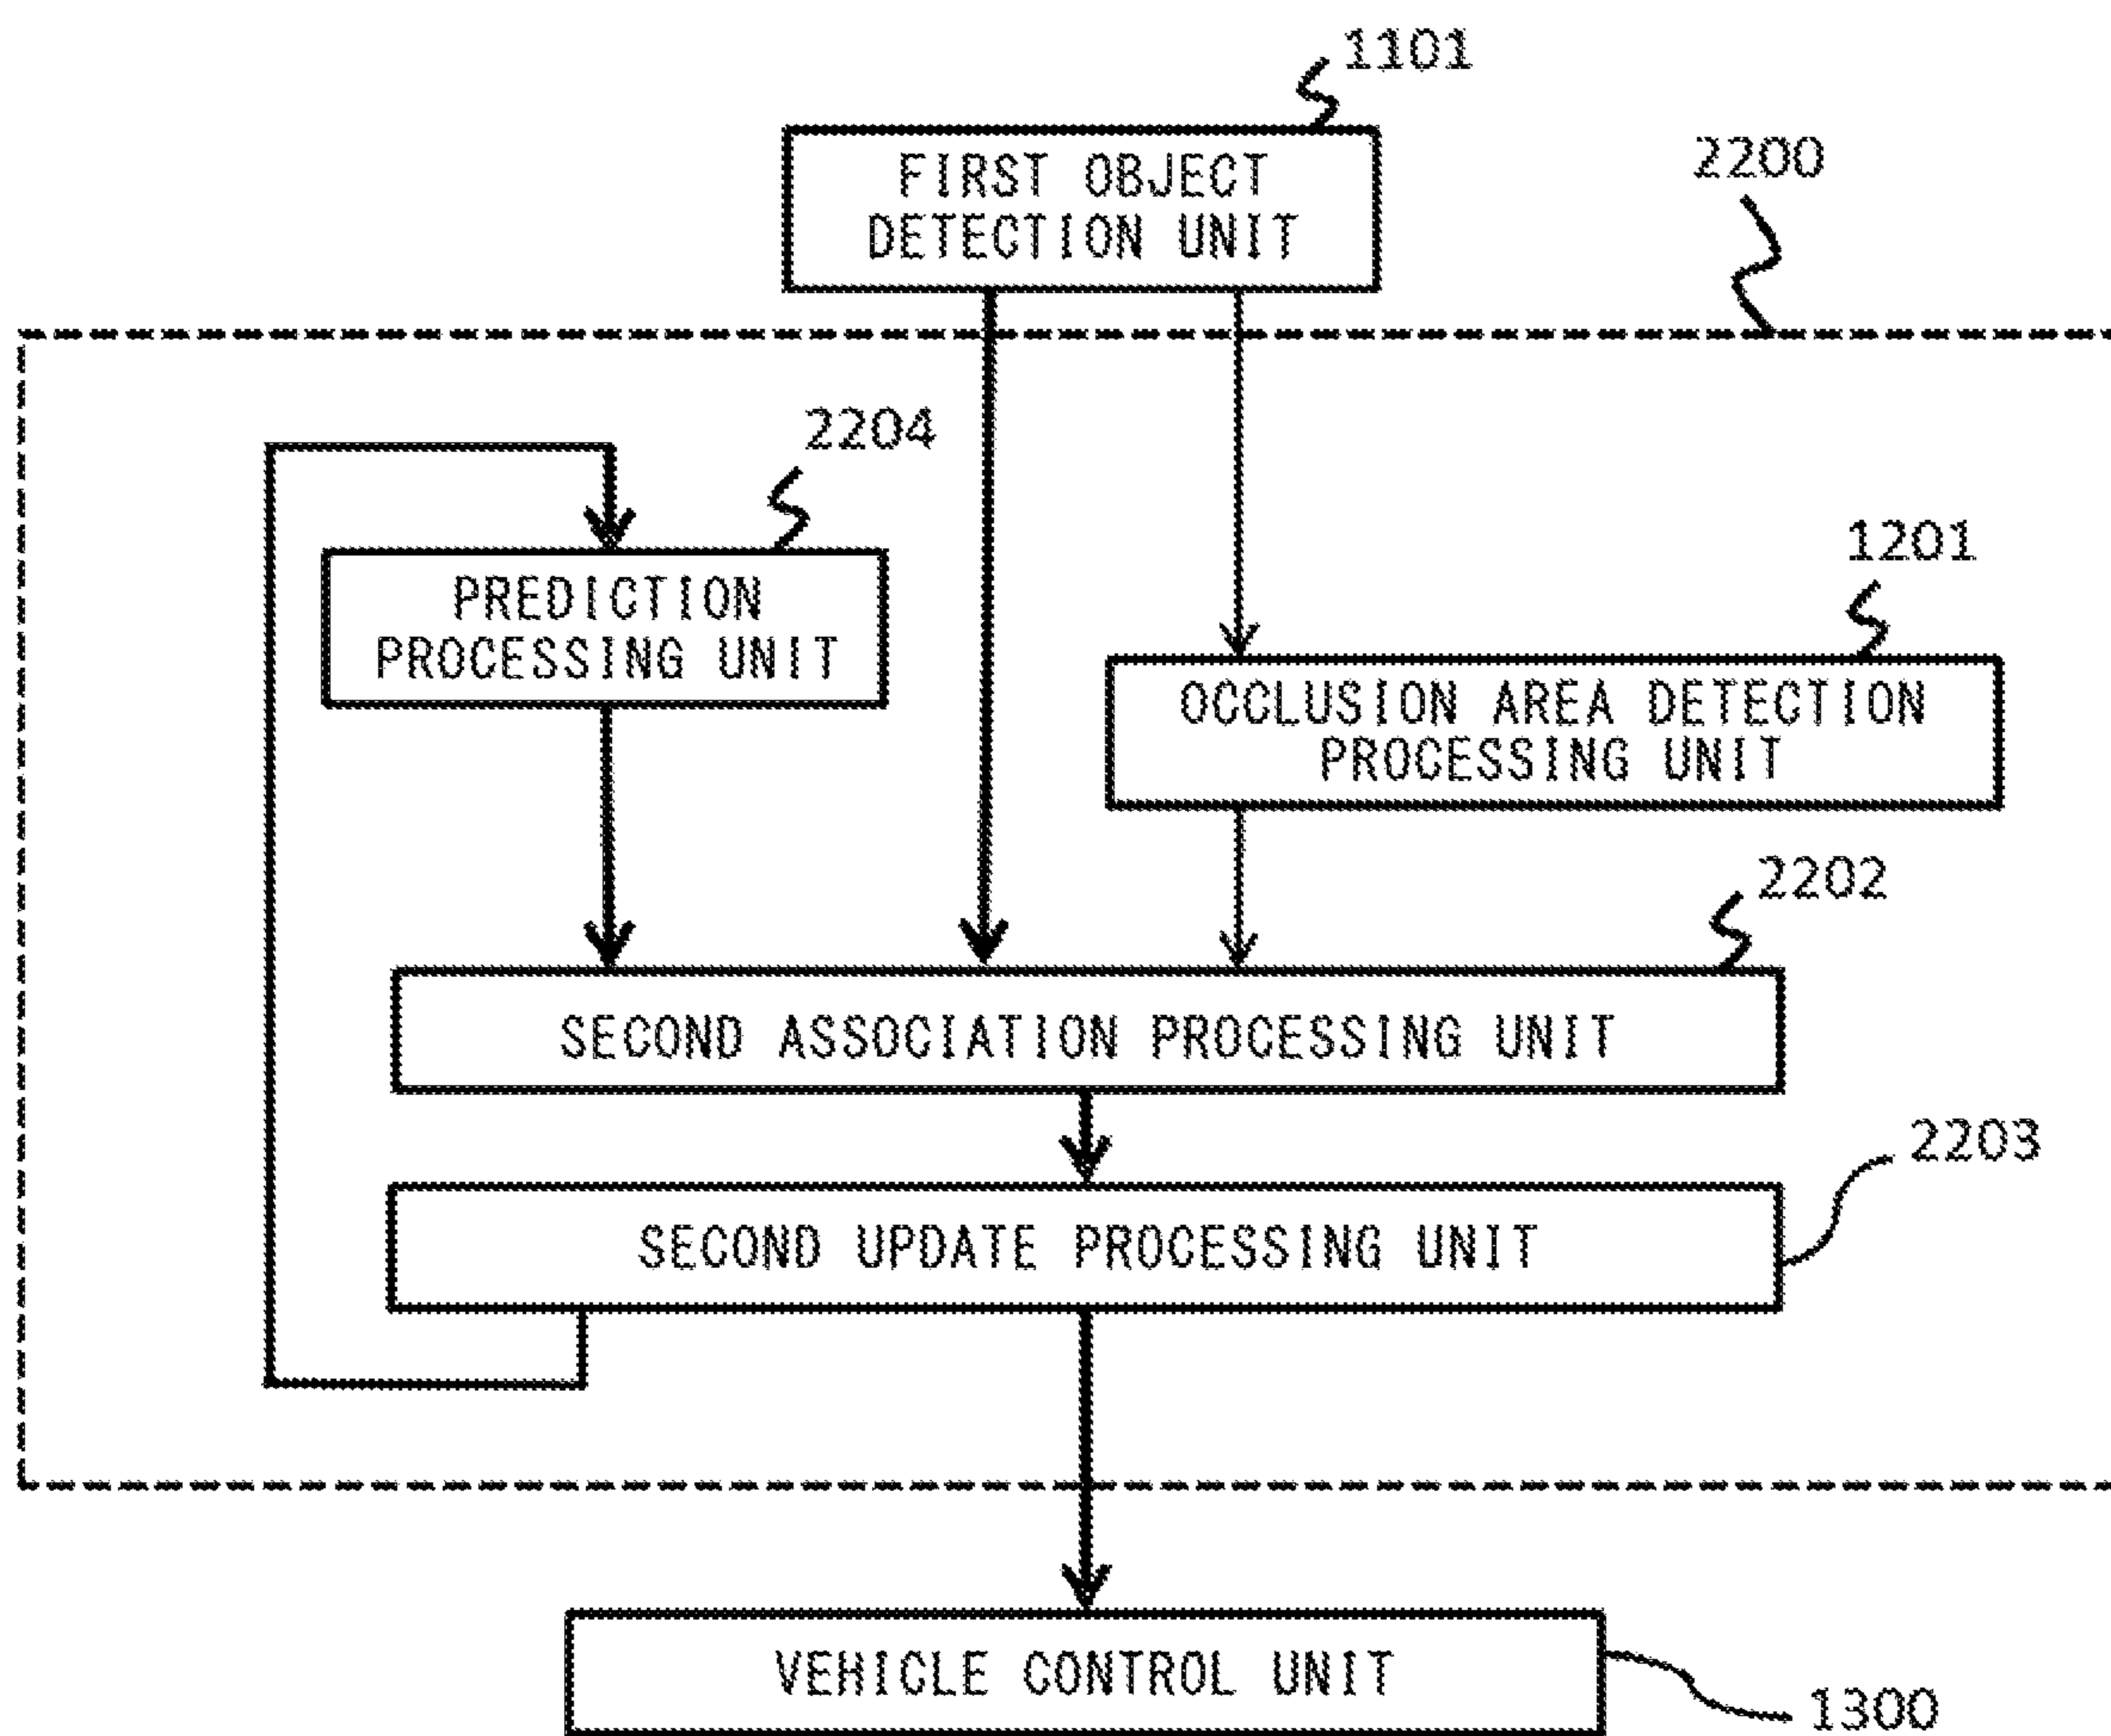 1101
FIRST OBJECT
DETECTION UNIT
2200
2204
PREDICTION
PROCESSING UNIT
1201
OCCLUSION AREA DETECTION
PROCESSING UNIT
2202
SECOND ASSOCIATION PROCESSING UNIT
2203
SECOND UPDATE PROCESSING UNIT
VEHICLE CONTROL UNIT
1300